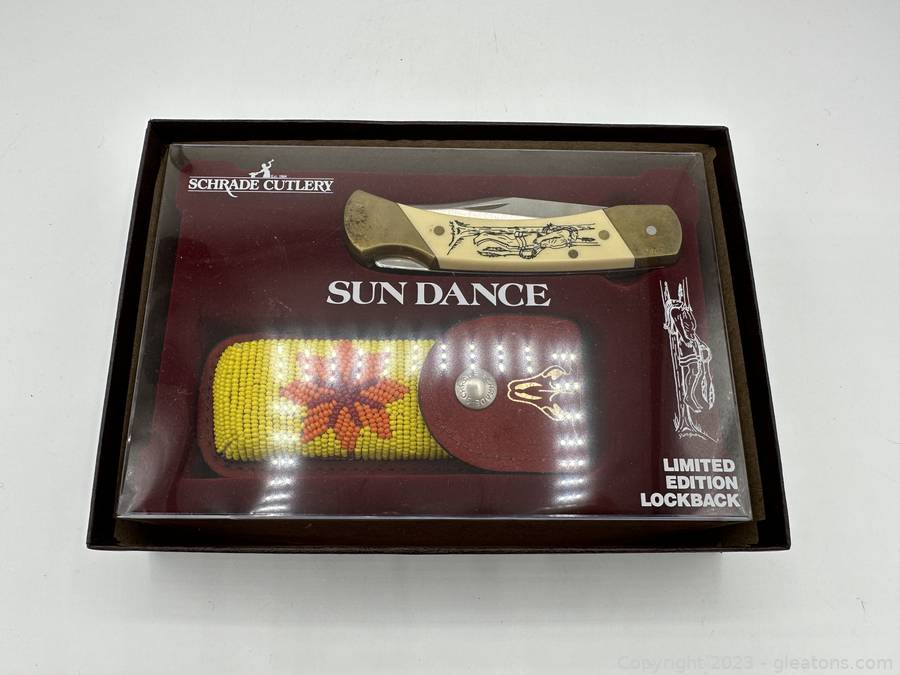 SCHRADE CUTLERY
SUN DANCE
LIMITED
EDITION
LOCKBACK
Copyright 2023 - gleatons.com